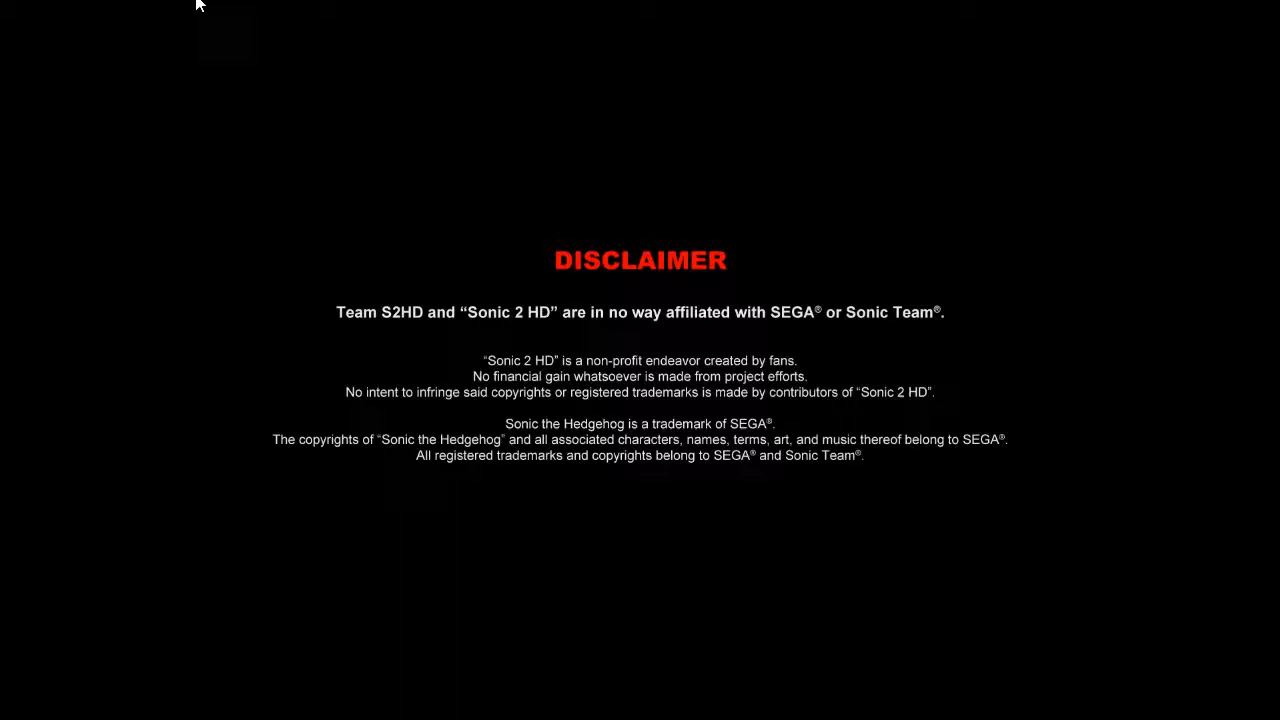 DISCLAIMER
Team S2HD and “Sonic 2 HD” are in no way affiliated with SEGA® or Sonic Team®.
“Sonic 2 HD” is a non-profit endeavor created by fans.
No financial gain whatsoever is made from project efforts.
No intent to infringe said copyrights or registered trademarks is made by contributors of “Sonic 2 HD”.
Sonic the Hedgehog is a trademark of SEGA®.
The copyrights of “Sonic the Hedgehog” and all associated characters, names, terms, art, and music thereof belong to SEGA®.
All registered trademarks and copyrights belong to SEGA® and Sonic Team®.